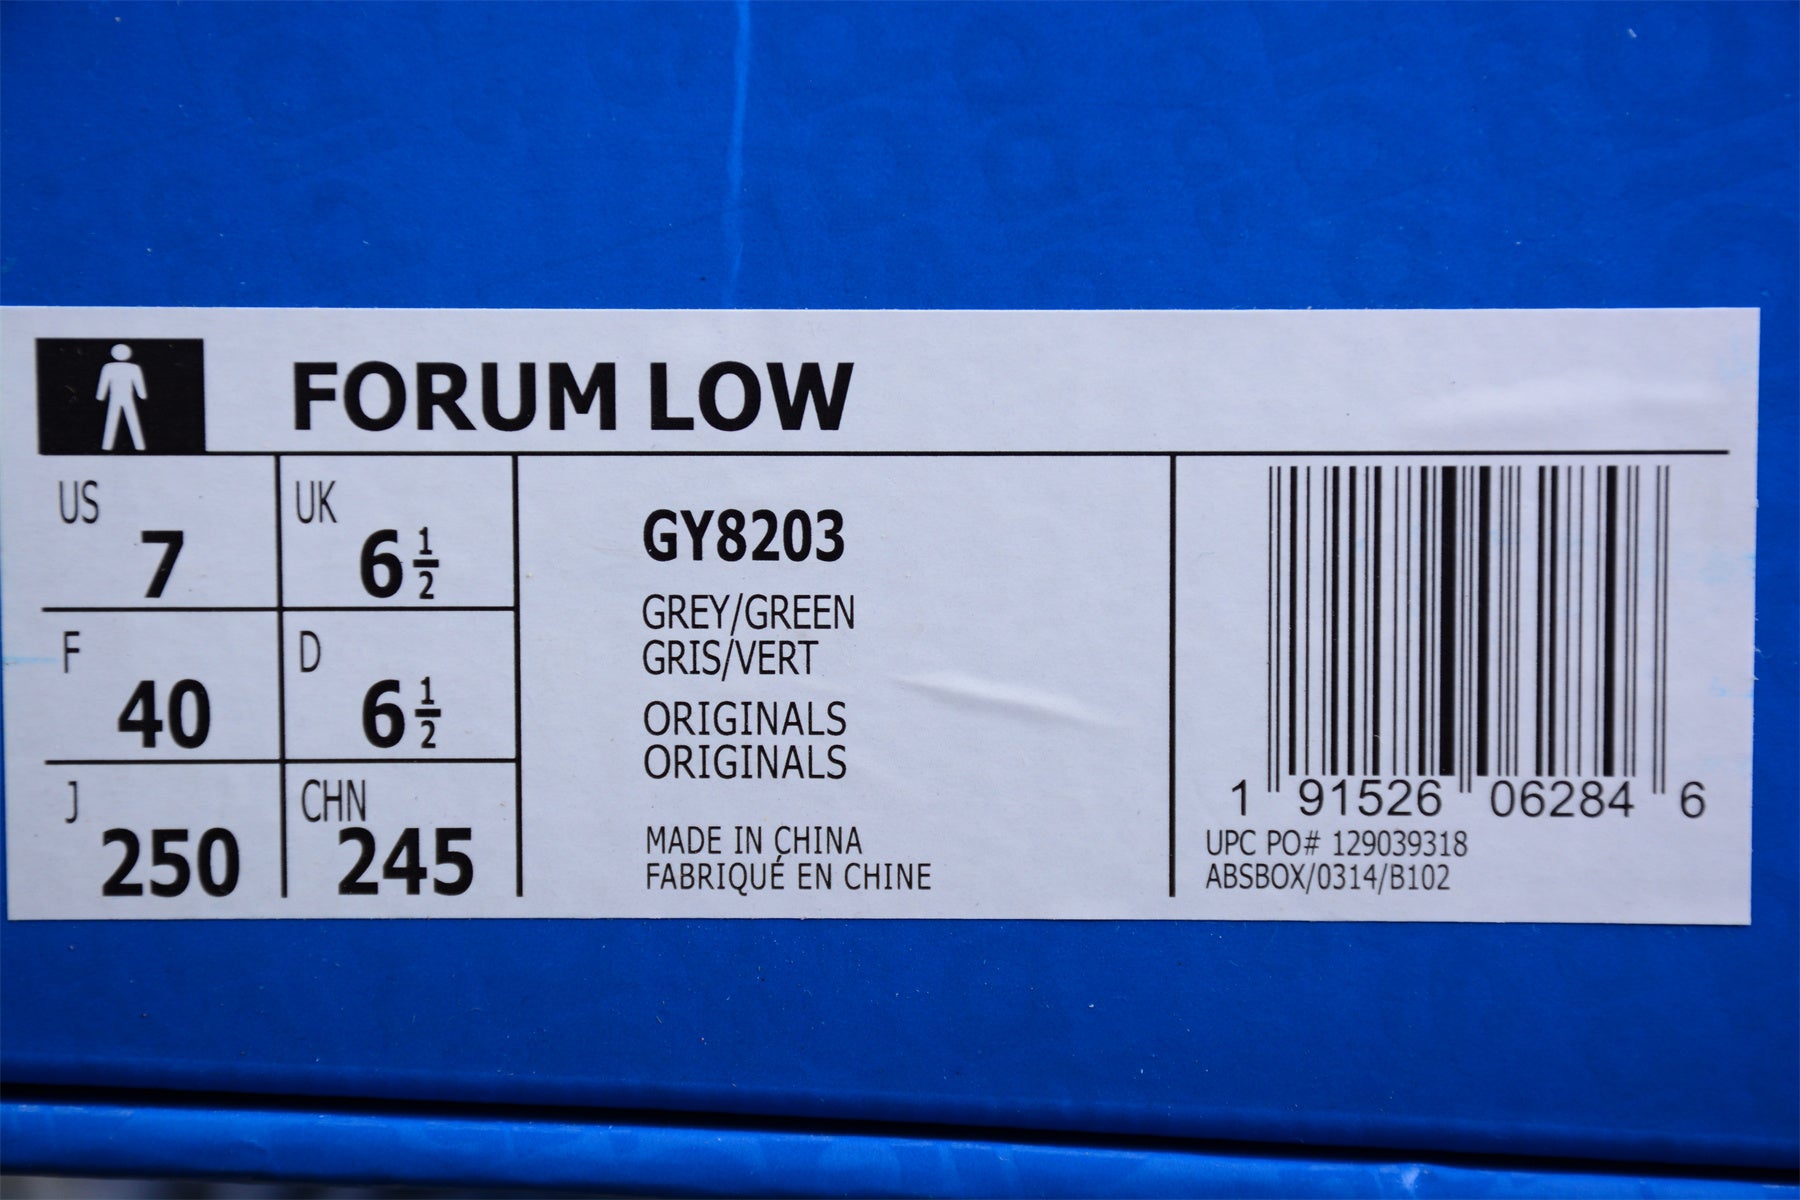 FORUM LOW
US 7
UK 6 1/2
F 40
D 6 1/2
J 250
CHN 245
GY8203
GREY/GREEN
GRIS/VERT
ORIGINALS
ORIGINALS
MADE IN CHINA
FABRIQUÉ EN CHINE
1 91526 06284 6
UPC PO# 129039318
ABSBOX/0314/B102